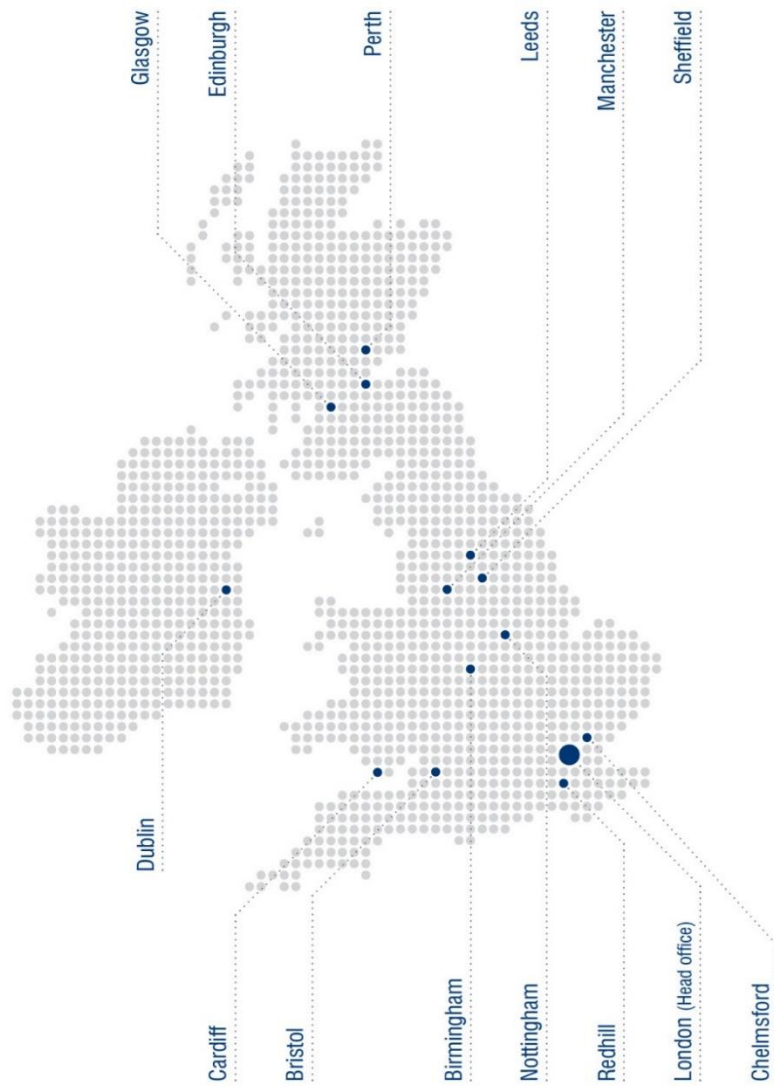 Glasgow
Edinburgh
Perth
Leeds
Manchester
Sheffield
Dublin
Cardiff
Bristol
Birmingham
Nottingham
Redhill
London (Head office)
Chelmsford